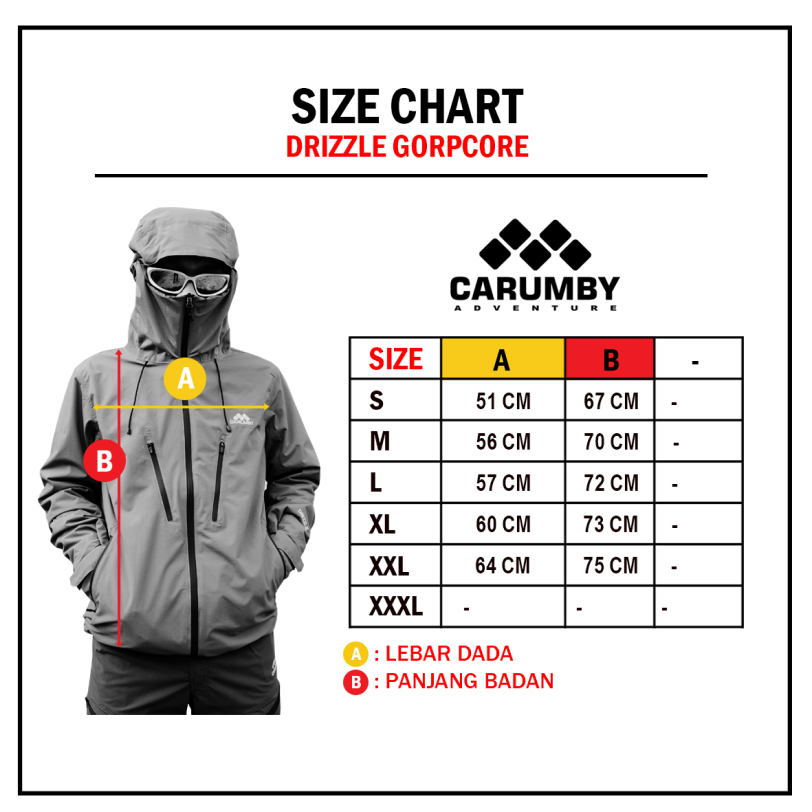 SIZE CHART
DRIZZLE GORPCORE
CARUMBY
ADVENTURE
A
B
CARUMBY
SIZE A B -
S 51 CM 67 CM -
M 56 CM 70 CM -
L 57 CM 72 CM -
XL 60 CM 73 CM -
XXL 64 CM 75 CM -
XXXL - - -
A : LEBAR DADA
B : PANJANG BADAN